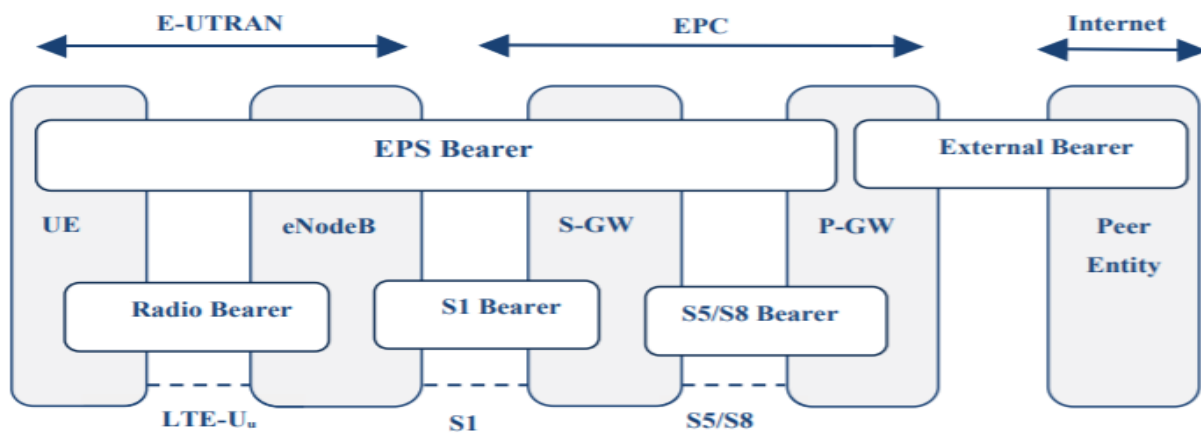 E-UTRAN
EPC
Internet
EPS Bearer
External Bearer
UE
eNodeB
S-GW
P-GW
Peer
Entity
Radio Bearer
S1 Bearer
S5/S8 Bearer
LTE-Uᵤ
S1
S5/S8